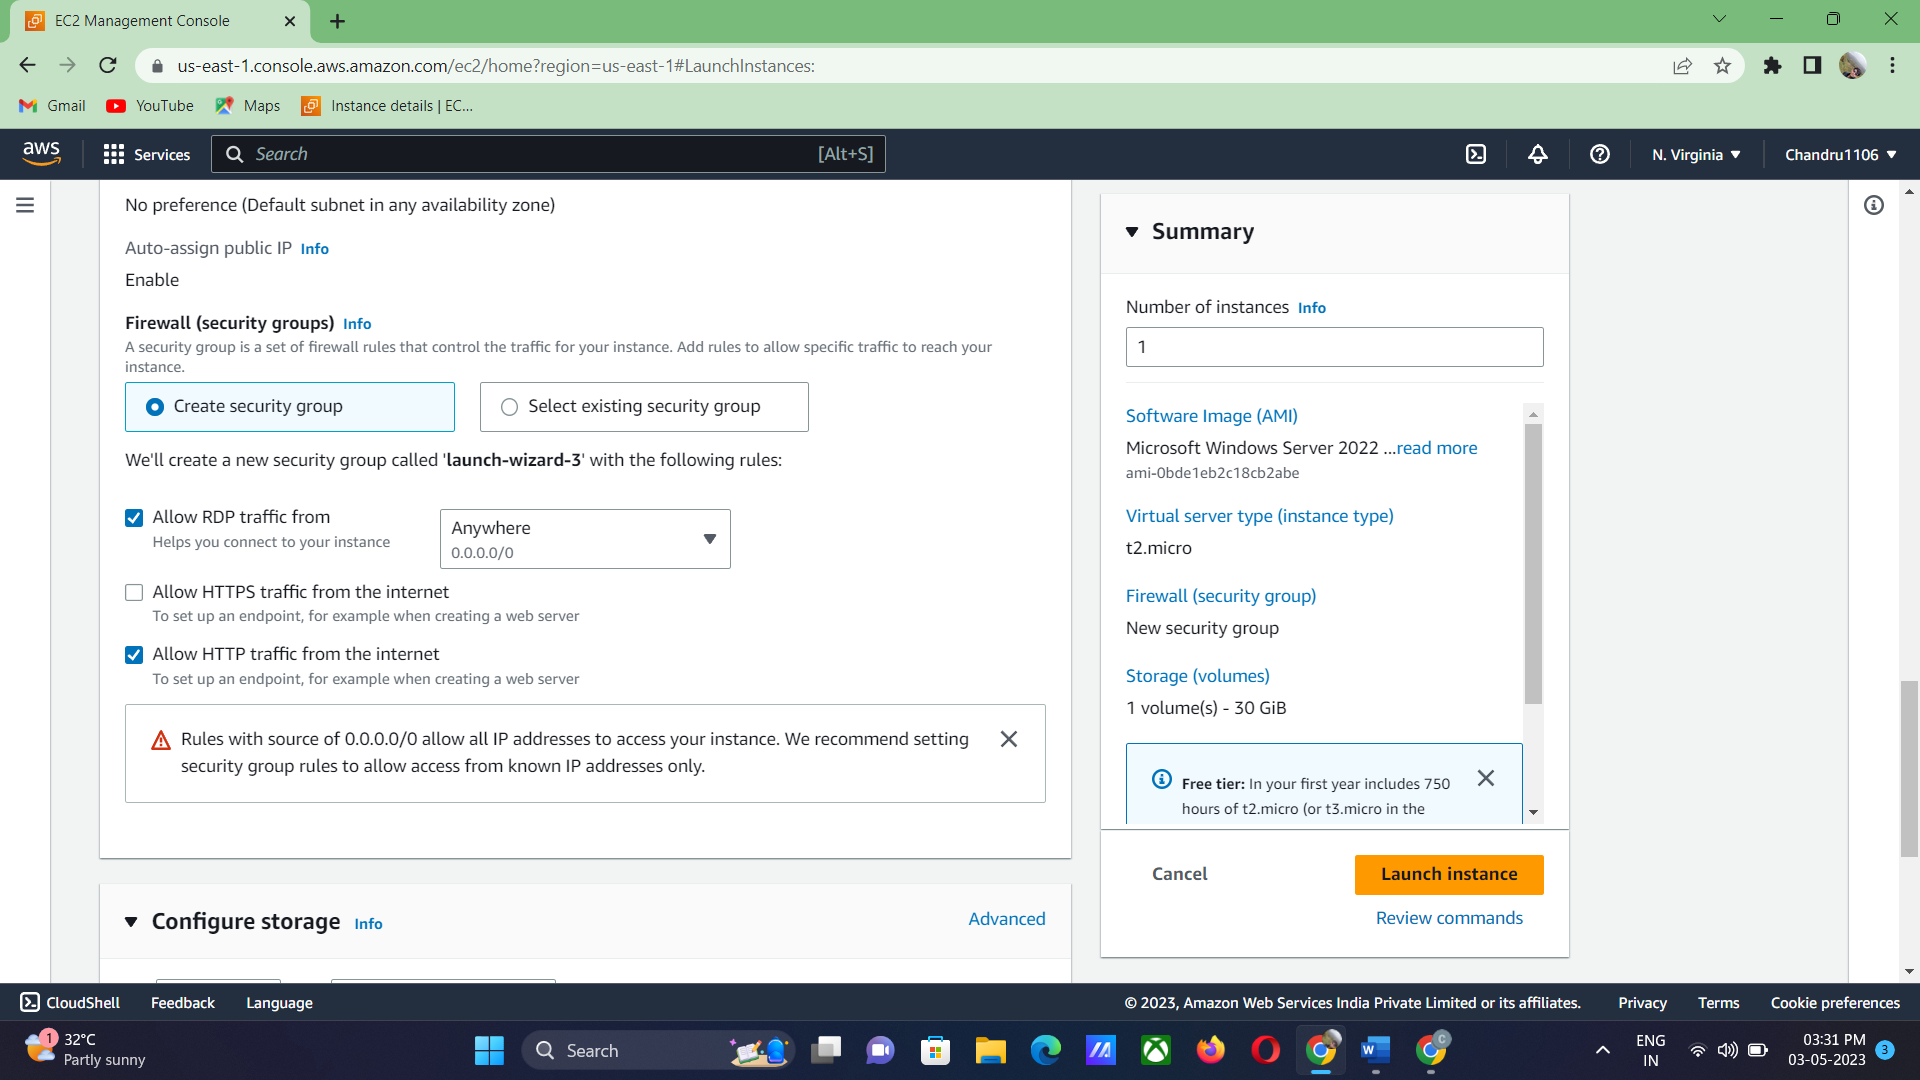 EC2 Management Console
us-east-1.console.aws.amazon.com/ec2/home?region=us-east-1#LaunchInstances:
Gmail YouTube Maps Instance details | EC...
aws Services Search [Alt+S] N. Virginia Chandru1106
No preference (Default subnet in any availability zone)
Auto-assign public IP Info
Enable
Firewall (security groups) Info
A security group is a set of firewall rules that control the traffic for your instance. Add rules to allow specific traffic to reach your
instance.
Create security group Select existing security group
We'll create a new security group called 'launch-wizard-3' with the following rules:
Allow RDP traffic from
Helps you connect to your instance
Anywhere
0.0.0.0/0
Allow HTTPS traffic from the internet
To set up an endpoint, for example when creating a web server
Allow HTTP traffic from the internet
To set up an endpoint, for example when creating a web server
Rules with source of 0.0.0.0/0 allow all IP addresses to access your instance. We recommend setting
security group rules to allow access from known IP addresses only.
Configure storage Info Advanced
Summary
Number of instances Info
1
Software Image (AMI)
Microsoft Windows Server 2022 ...read more
ami-0bde1eb2c18cb2abe
Virtual server type (instance type)
t2.micro
Firewall (security group)
New security group
Storage (volumes)
1 volume(s) - 30 GiB
Free tier: In your first year includes 750
hours of t2.micro (or t3.micro in the
Cancel Launch instance
Review commands
CloudShell Feedback Language © 2023, Amazon Web Services India Private Limited or its affiliates. Privacy Terms Cookie preferences
1
32°C
Partly sunny
Search
W
C
ENG
IN
03:31 PM
03-05-2023
3